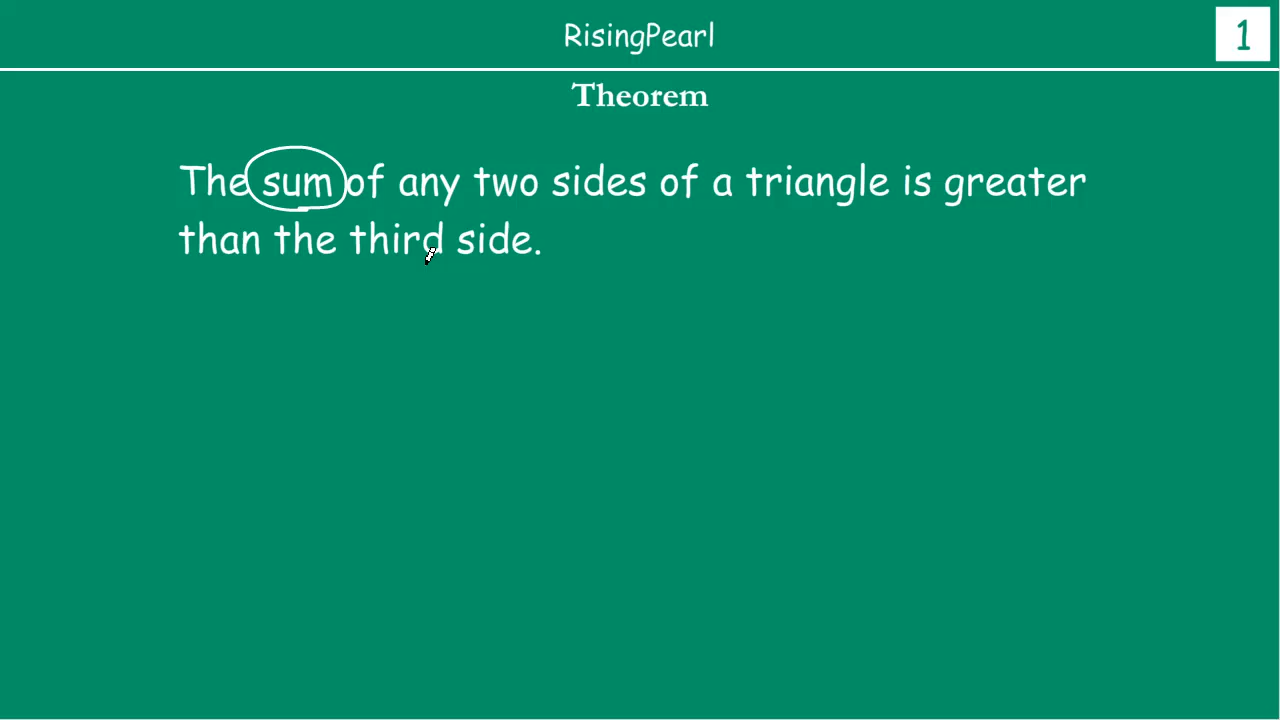 RisingPearl
1
Theorem
The sum of any two sides of a triangle is greater
than the third side.